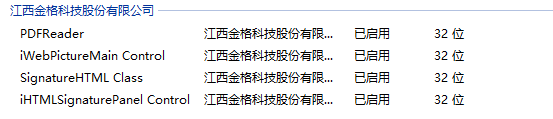 江西金格科技股份有限公司
PDFReader 江西金格科技股份有限... 已启用 32 位
iWebPictureMain Control 江西金格科技股份有限... 已启用 32 位
SignatureHTML Class 江西金格科技股份有限... 已启用 32 位
iHTMLSignaturePanel Control 江西金格科技股份有限... 已启用 32 位